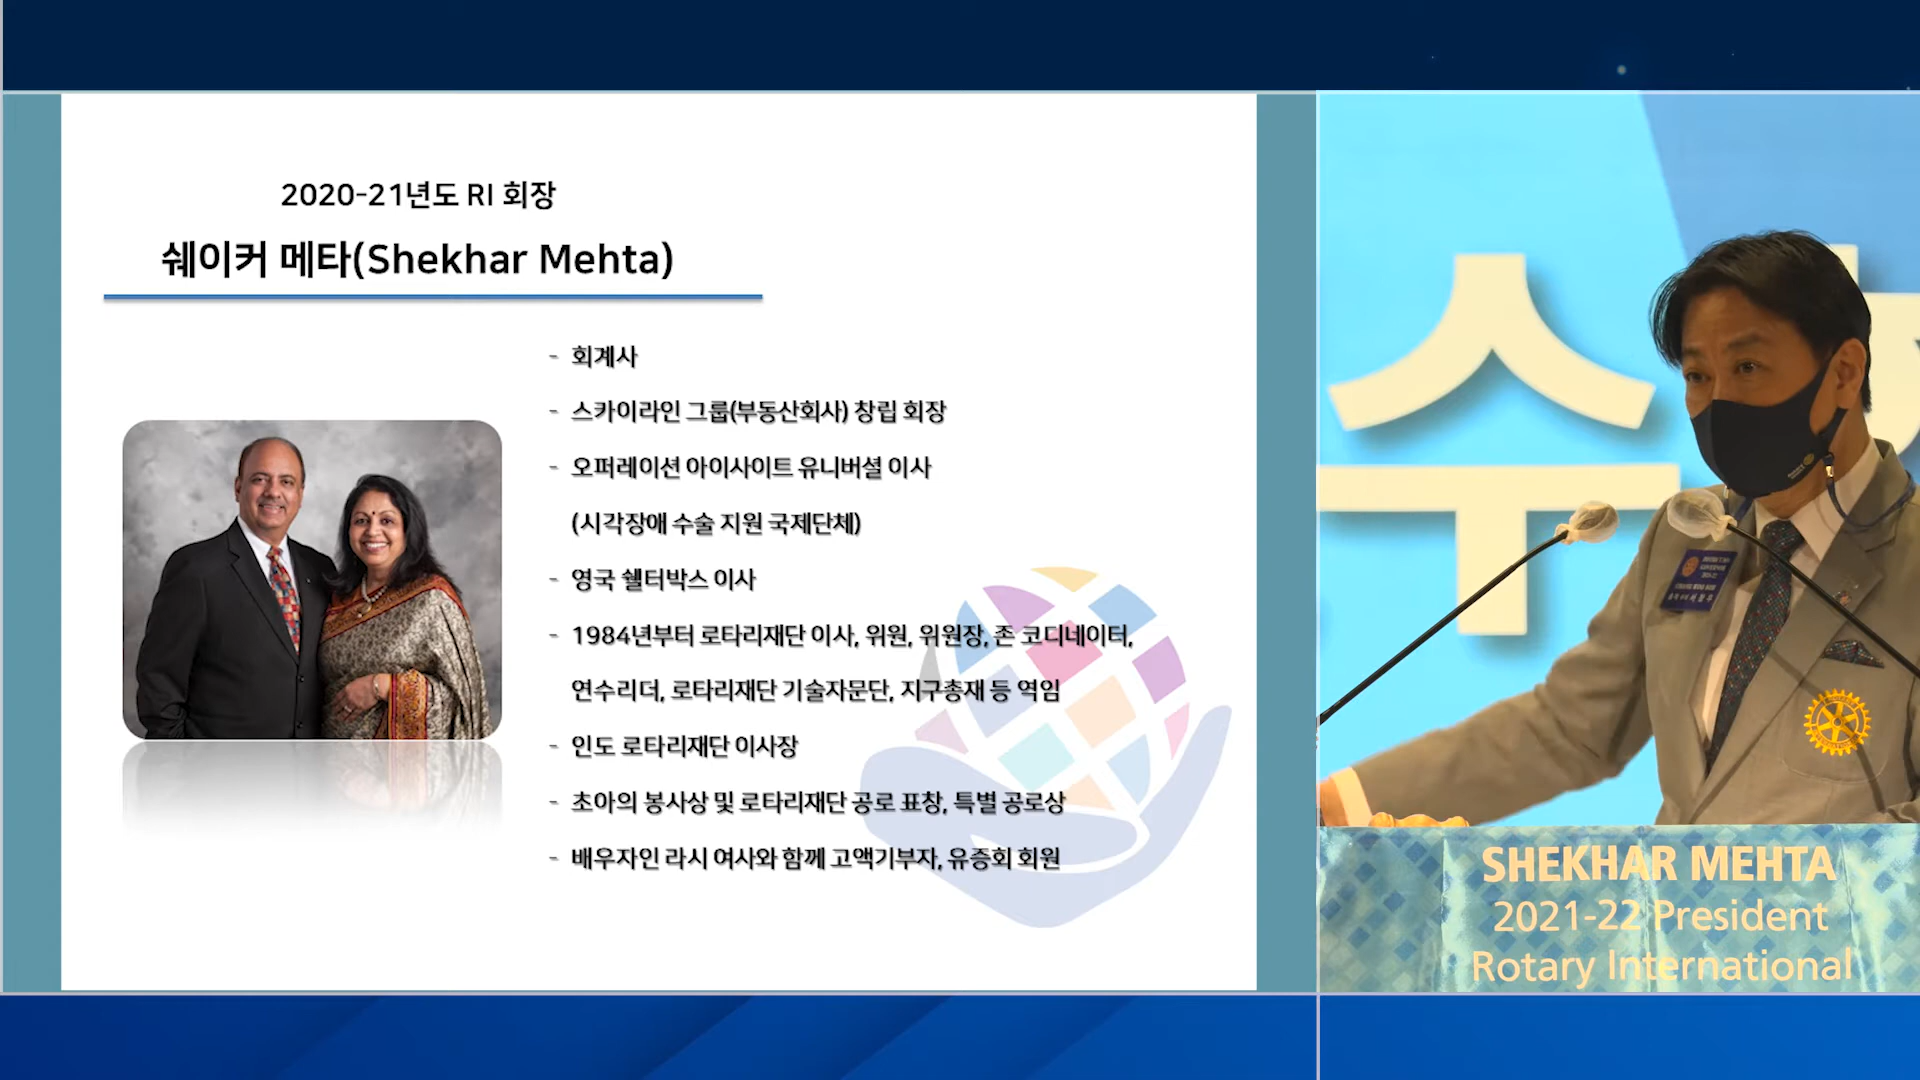 2020-21년도 RI 회장
쉐이커 메타(Shekhar Mehta)
- 회계사
- 스카이라인 그룹(부동산회사) 창립 회장
- 오퍼레이션 아이사이트 유니버셜 이사
(시각장애 수술 지원 국제단체)
- 영국 쉘터박스 이사
- 1984년부터 로타리재단 이사, 위원, 위원장, 존 코디네이터,
연수리더, 로타리재단 기술자문단, 지구총재 등 역임
- 인도 로타리재단 이사장
- 초아의 봉사상 및 로타리재단 공로 표창, 특별 공로상
- 배우자인 라시 여사와 함께 고액기부자, 유증회 회원
수
SHEKHAR MEHTA
2021-22 President
Rotary International